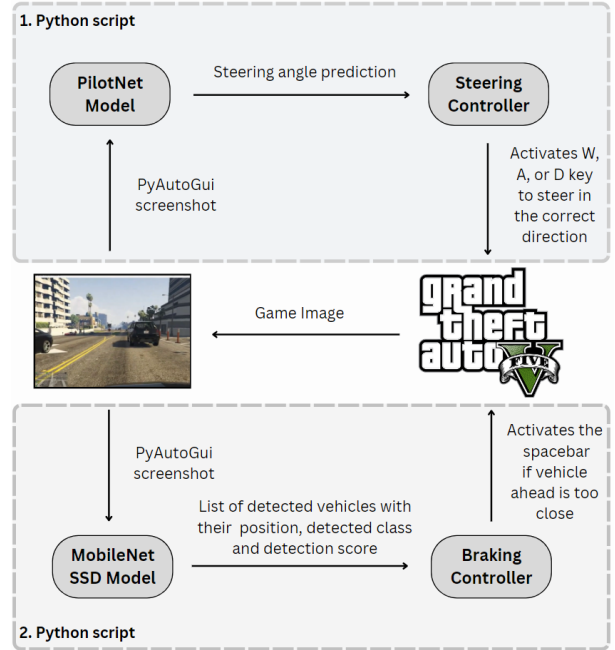 1. Python script
PilotNet
Model
Steering angle prediction
Steering
Controller
PyAutoGui
screenshot
Activates W,
A, or D key
to steer in
the correct
direction
Game Image
grand
theft
auto
V
FIVE
PyAutoGui
screenshot
Activates the
spacebar
if vehicle
ahead is too
close
List of detected vehicles with
their position, detected class
and detection score
MobileNet
SSD Model
Braking
Controller
2. Python script